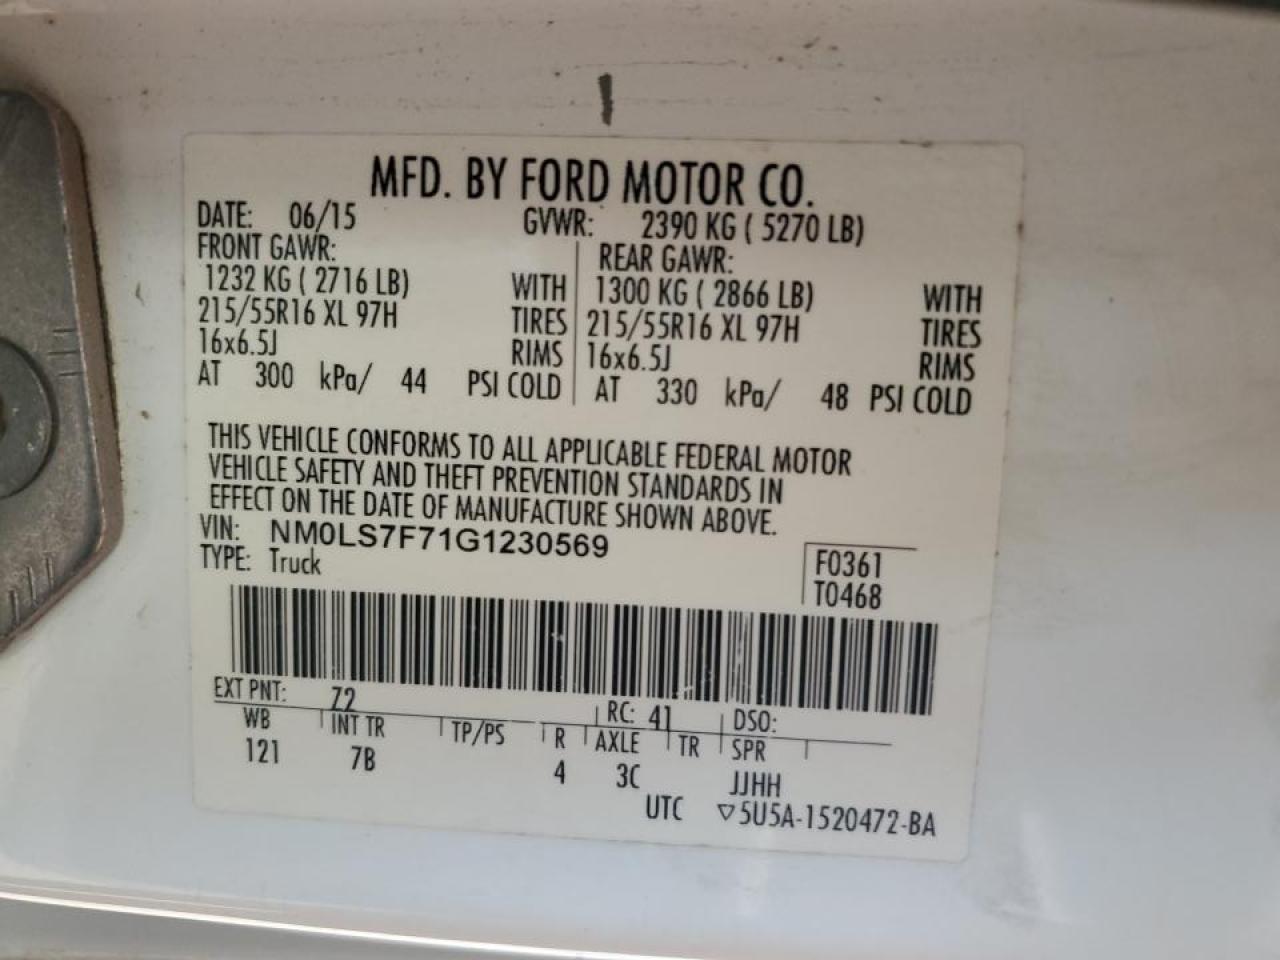 MFD. BY FORD MOTOR CO.
DATE: 06/15 GVWR: 2390 KG ( 5270 LB)
FRONT GAWR: REAR GAWR:
1232 KG ( 2716 LB) WITH 1300 KG ( 2866 LB) WITH
215/55R16 XL 97H TIRES 215/55R16 XL 97H TIRES
16x6.5J RIMS 16x6.5J RIMS
AT 300 kPa/ 44 PSI COLD AT 330 kPa/ 48 PSI COLD
THIS VEHICLE CONFORMS TO ALL APPLICABLE FEDERAL MOTOR
VEHICLE SAFETY AND THEFT PREVENTION STANDARDS IN
EFFECT ON THE DATE OF MANUFACTURE SHOWN ABOVE.
VIN: NM0LS7F71G1230569
TYPE: Truck
F0361
T0468
EXT PNT: Z2 RC: 41 DSO:
WB INT TR TP/PS R AXLE TR SPR
121 7B 4 3C JJHH
UTC ▽5U5A-1520472-BA